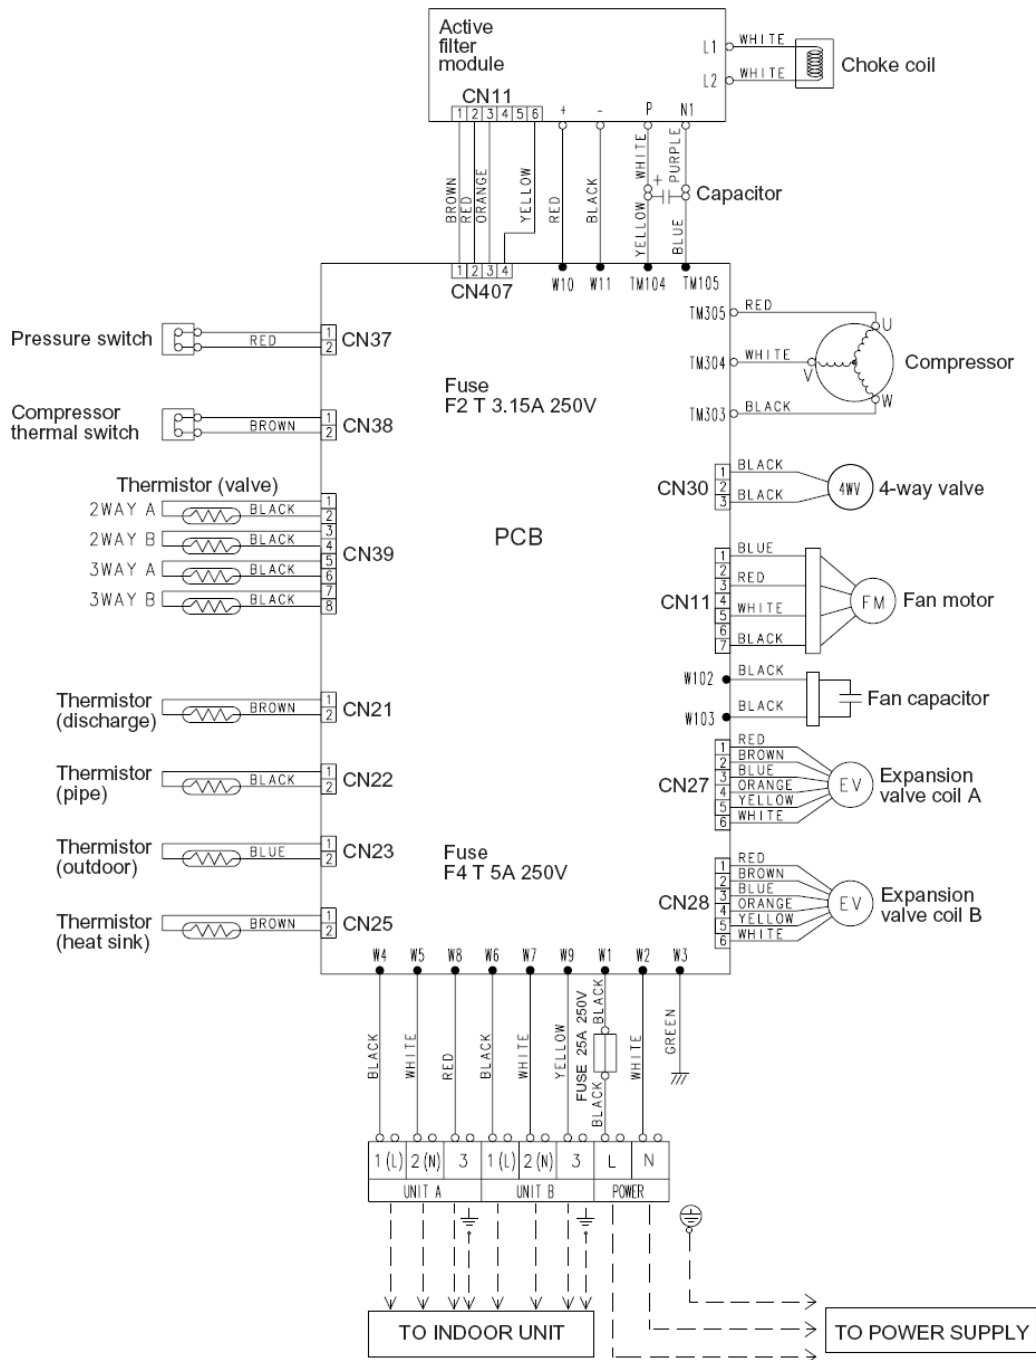 Active
filter
module
L1
WHITE
L2
WHITE
Choke coil
CN11
1 2 3 4 5 6
+
-
P
N1
BROWN
RED
ORANGE
YELLOW
RED
BLACK
WHITE
PURPLE
+
Capacitor
YELLOW
BLUE
1 2 3 4
CN407
W10
W11
TM104
TM105
Pressure switch
RED
1
2
CN37
Fuse
F2 T 3.15A 250V
TM305
RED
U
TM304
WHITE
V
Compressor
TM303
BLACK
W
Compressor
thermal switch
BROWN
1
2
CN38
Thermistor (valve)
2WAY A
BLACK
2WAY B
BLACK
3WAY A
BLACK
3WAY B
BLACK
1
2
3
4
5
6
7
8
CN39
PCB
CN30
1
2
3
BLACK
BLACK
4WV
4-way valve
CN11
1
2
3
4
5
6
7
BLUE
RED
WHITE
BLACK
FM
Fan motor
W102
BLACK
W103
BLACK
Fan capacitor
Thermistor
(discharge)
BROWN
1
2
CN21
Thermistor
(pipe)
BLACK
1
2
CN22
CN27
1
2
3
4
5
6
RED
BROWN
BLUE
ORANGE
YELLOW
WHITE
EV
Expansion
valve coil A
Thermistor
(outdoor)
BLUE
1
2
CN23
Fuse
F4 T 5A 250V
CN28
1
2
3
4
5
6
RED
BROWN
BLUE
ORANGE
YELLOW
WHITE
EV
Expansion
valve coil B
Thermistor
(heat sink)
BROWN
1
2
CN25
W4 W5 W8 W6 W7 W9 W1 W2 W3
BLACK
WHITE
RED
BLACK
WHITE
YELLOW
FUSE 25A 250V
BLACK
BLACK
WHITE
GREEN
1 (L) 2 (N) 3 1 (L) 2 (N) 3 L N
UNIT A UNIT B POWER
TO INDOOR UNIT
TO POWER SUPPLY